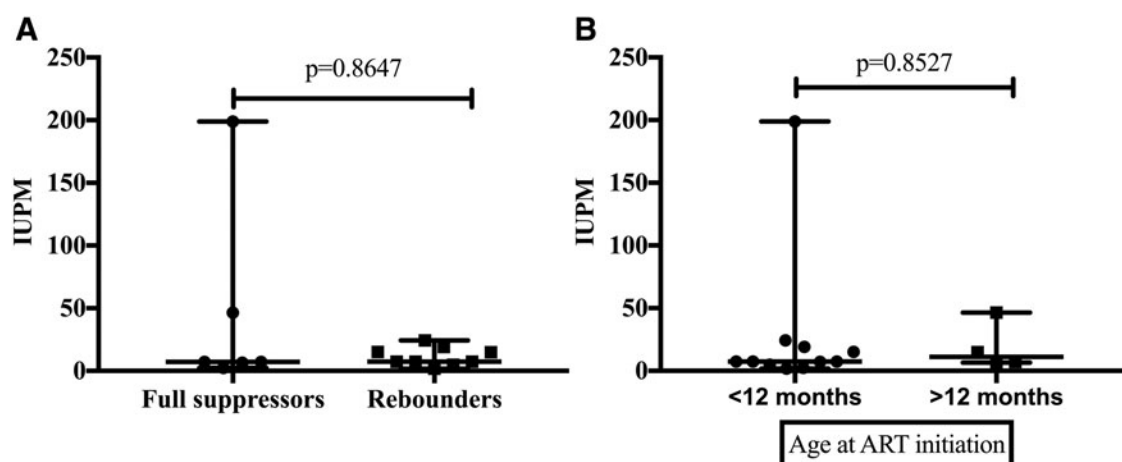 A
250
200
150
100
50
0
IUPM
p=0.8647
Full suppressors
Rebounders
B
250
200
150
100
50
0
IUPM
p=0.8527
<12 months
>12 months
Age at ART initiation